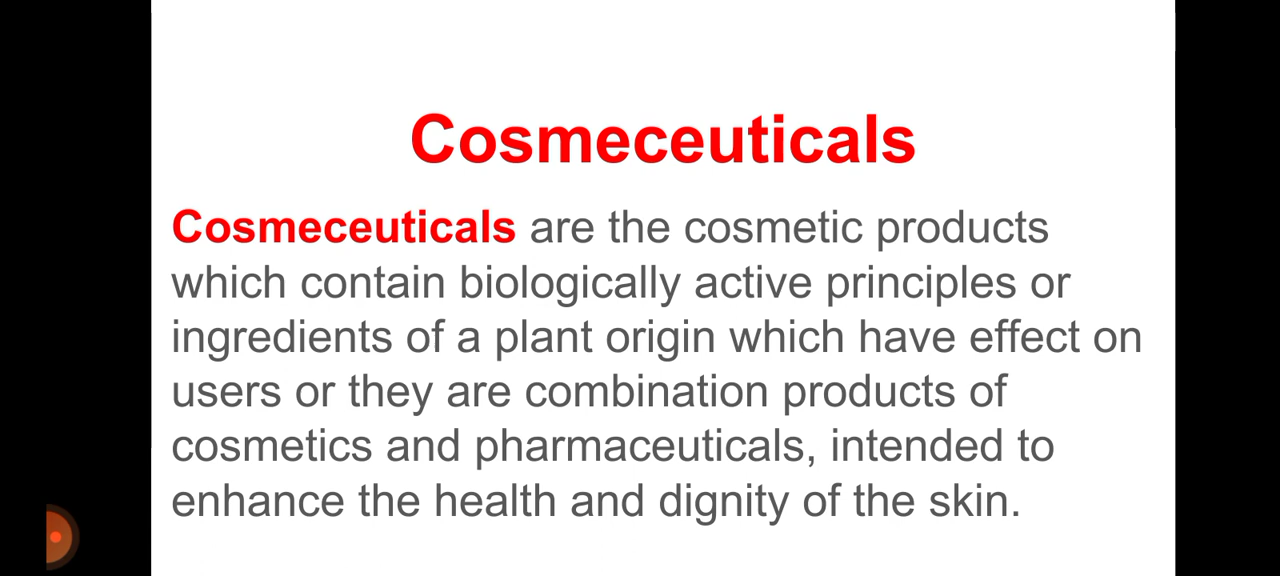 Cosmeceuticals
Cosmeceuticals are the cosmetic products
which contain biologically active principles or
ingredients of a plant origin which have effect on
users or they are combination products of
cosmetics and pharmaceuticals, intended to
enhance the health and dignity of the skin.